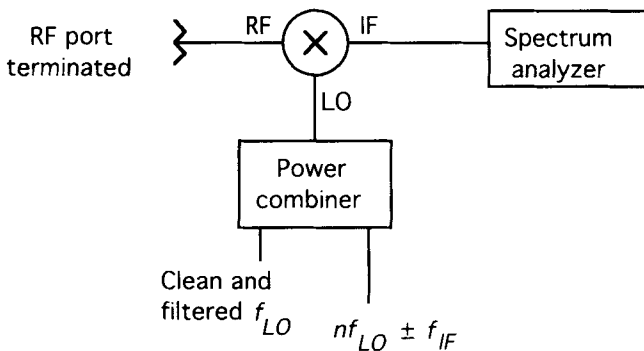 RF port
terminated
RF
IF
Spectrum
analyzer
LO
Power
combiner
Clean and
filtered f_LO
nf_LO ± f_IF